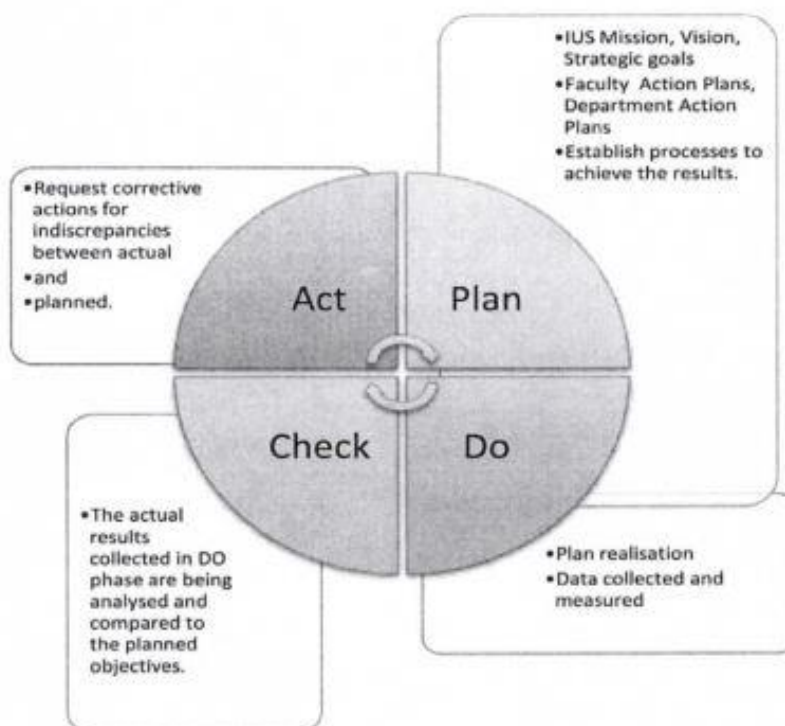 •IUS Mission, Vision,
Strategic goals
•Faculty Action Plans,
Department Action
Plans
•Establish processes to
achieve the results.
•Request corrective
actions for
indiscrepancies
between actual
•and
•planned.
Act
Plan
Check
Do
•The actual
results
collected in DO
phase are being
analysed and
compared to
the planned
objectives.
•Plan realisation
•Data collected and
measured